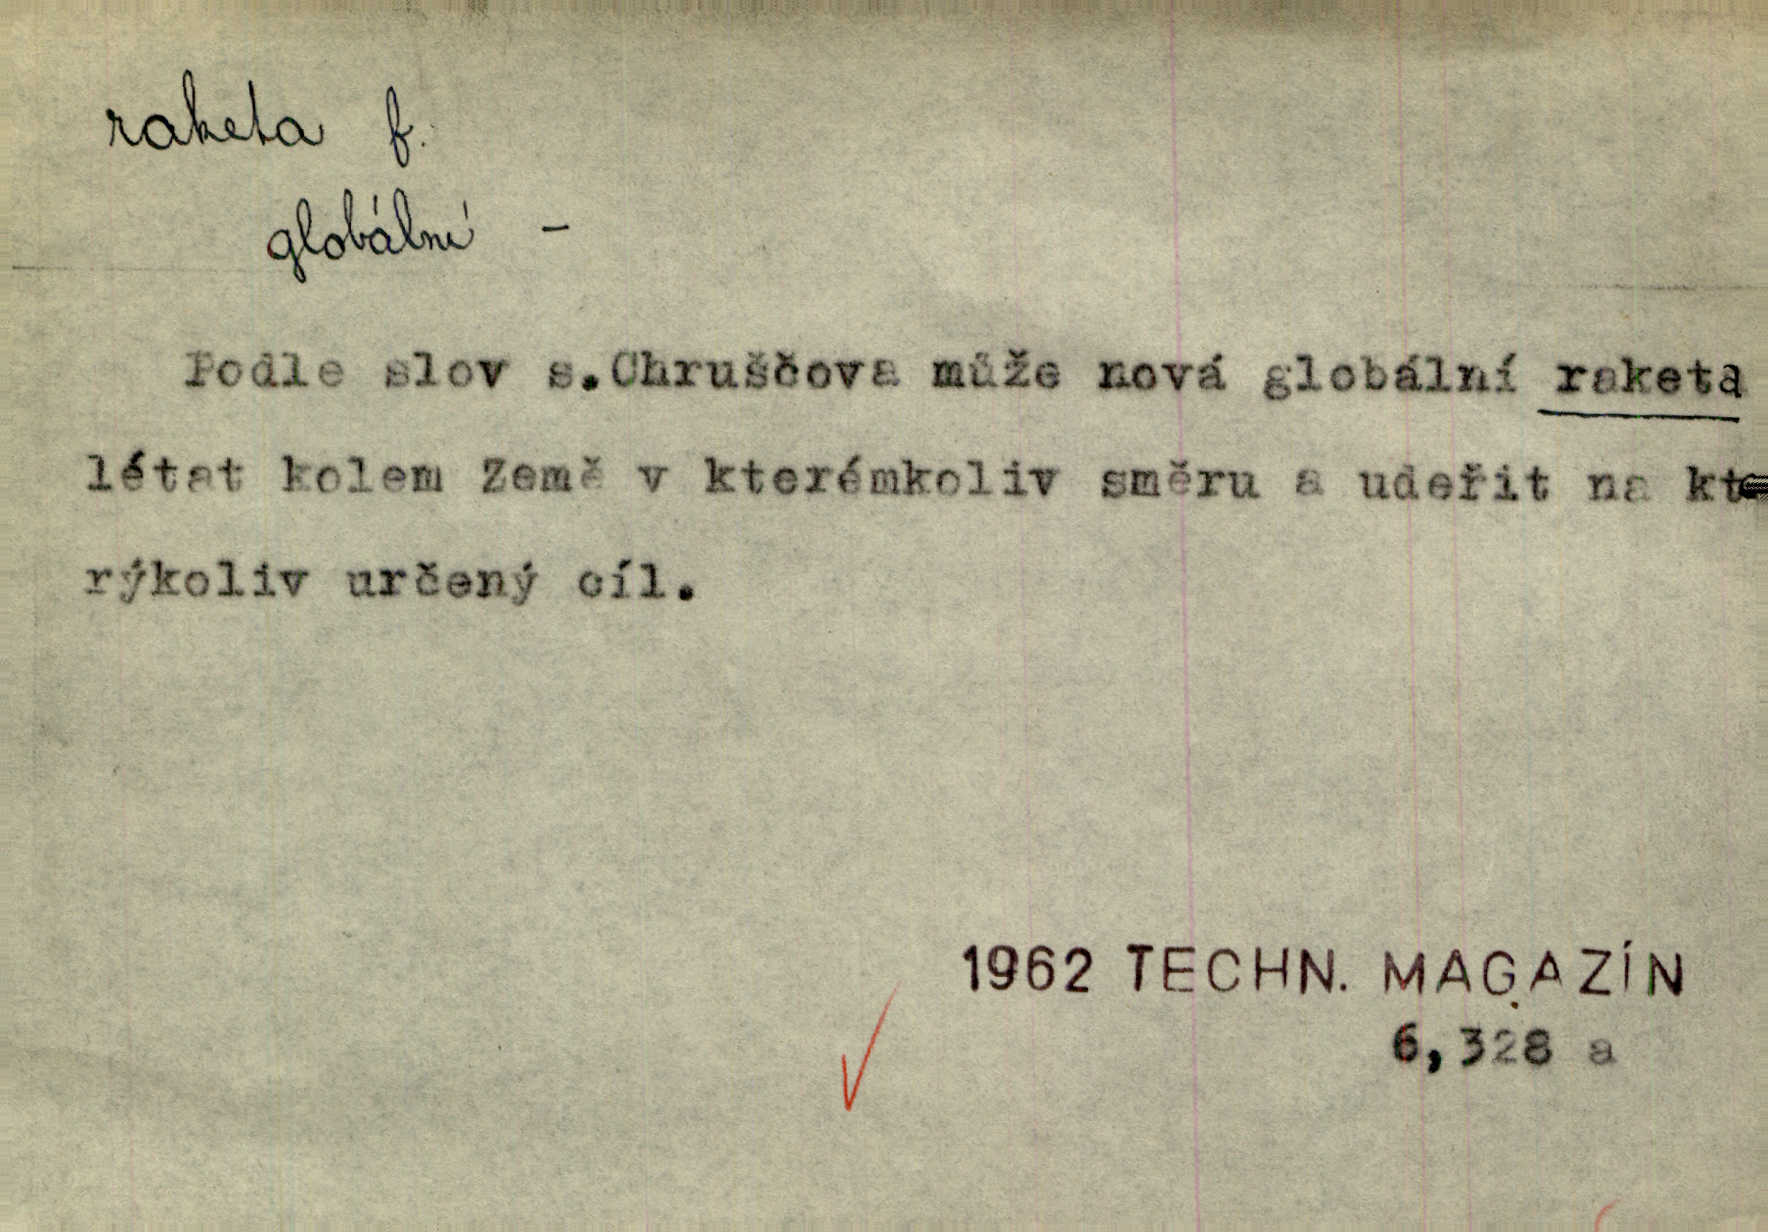 raketa f.
globální -
Podle slov s.Chruščova může nová globální raketa
létat kolem Země v kterémkoliv směru a udeřit na kte-
rýkoliv určený cíl.
1962 TECHN. MAGAZÍN
6,328 a